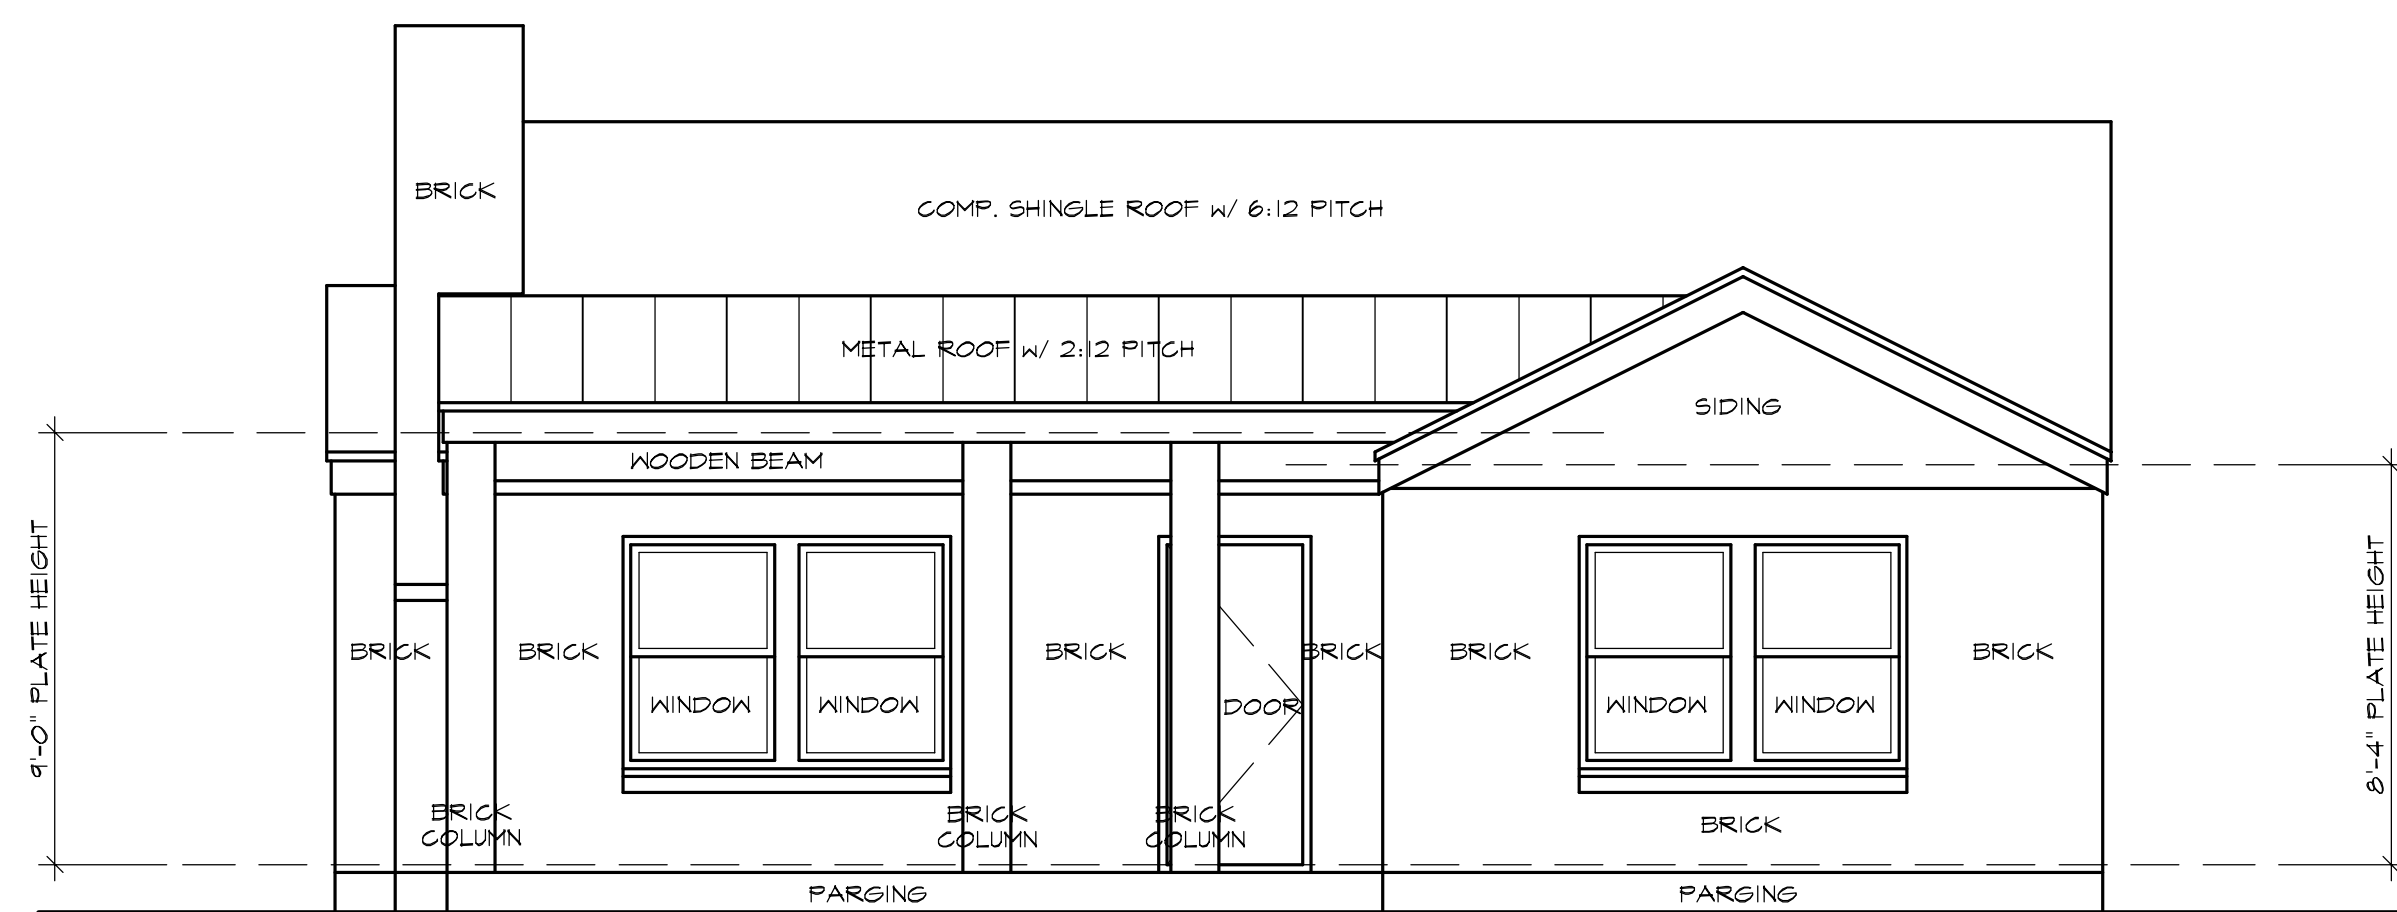 BRICK
COMP. SHINGLE ROOF w/ 6:12 PITCH
METAL ROOF w/ 2:12 PITCH
SIDING
WOODEN BEAM
9'-0" PLATE HEIGHT
8'-4" PLATE HEIGHT
BRICK
BRICK
BRICK
BRICK
BRICK
BRICK
WINDOW
WINDOW
DOOR
WINDOW
WINDOW
BRICK
COLUMN
BRICK
COLUMN
BRICK
COLUMN
BRICK
PARGING
PARGING